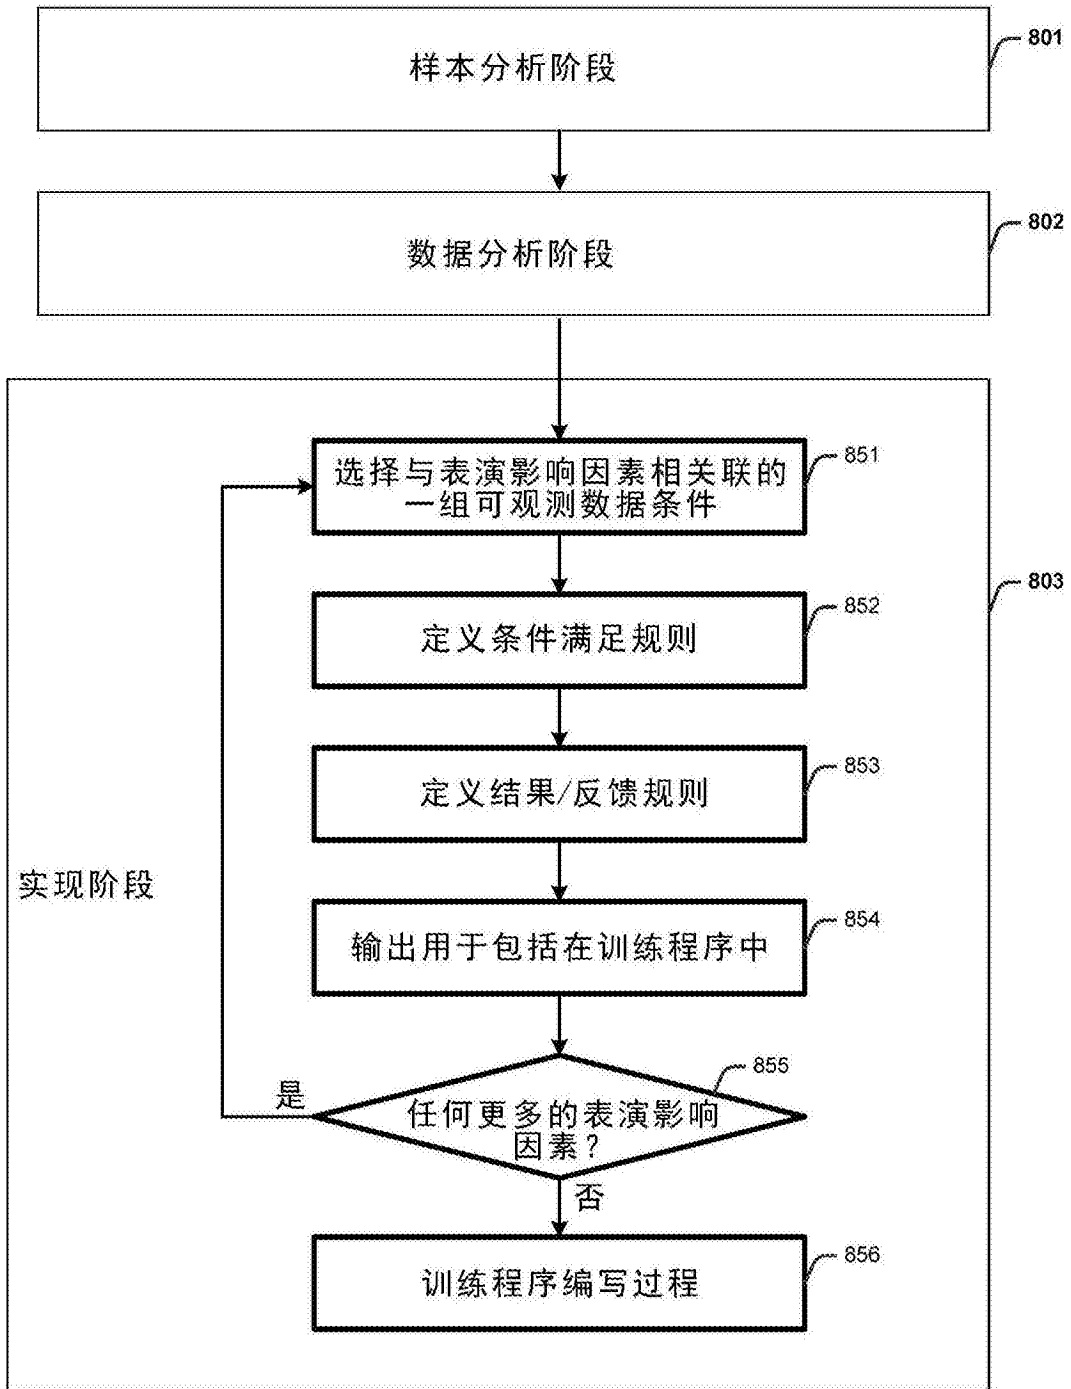 样本分析阶段
801
数据分析阶段
802
选择与表演影响因素相关联的
一组可观测数据条件
851
803
定义条件满足规则
852
定义结果/反馈规则
853
实现阶段
输出用于包括在训练程序中
854
任何更多的表演影响
因素?
855
是
否
训练程序编写过程
856